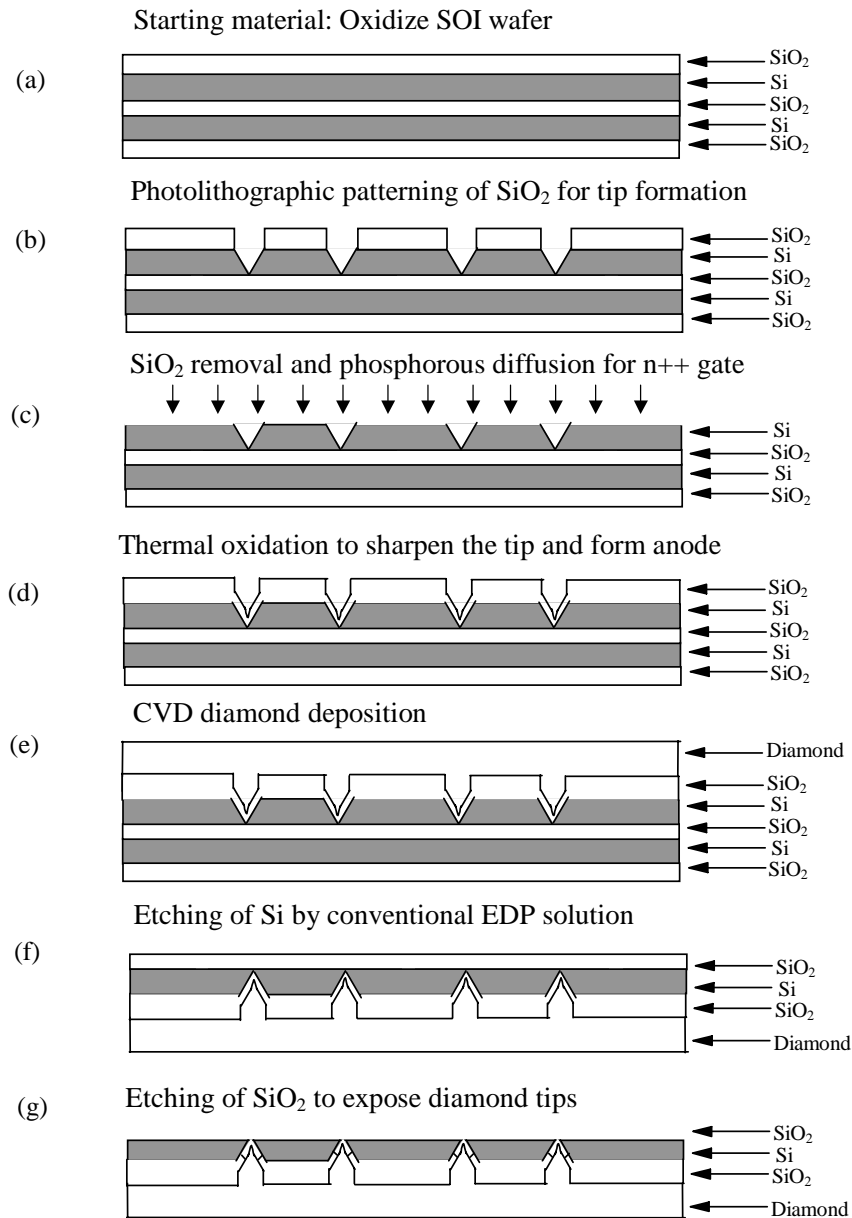 Starting material: Oxidize SOI wafer
(a)
SiO₂
Si
SiO₂
Si
SiO₂
Photolithographic patterning of SiO₂ for tip formation
(b)
SiO₂
Si
SiO₂
Si
SiO₂
SiO₂ removal and phosphorous diffusion for n++ gate
(c)
Si
SiO₂
Si
SiO₂
Thermal oxidation to sharpen the tip and form anode
(d)
SiO₂
Si
SiO₂
Si
SiO₂
CVD diamond deposition
(e)
Diamond
SiO₂
Si
SiO₂
Si
SiO₂
Etching of Si by conventional EDP solution
(f)
SiO₂
Si
SiO₂
Diamond
Etching of SiO₂ to expose diamond tips
(g)
SiO₂
Si
SiO₂
Diamond